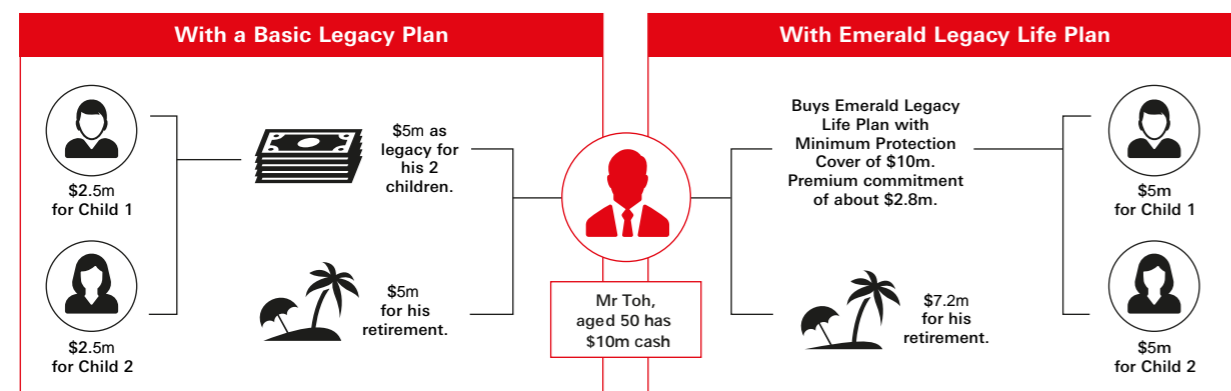 With a Basic Legacy Plan
$2.5m
for Child 1
$2.5m
for Child 2
$5m as
legacy for
his 2
children.
$5m
for his
retirement.
Mr Toh,
aged 50 has
$10m cash
With Emerald Legacy Life Plan
Buys Emerald Legacy
Life Plan with
Minimum Protection
Cover of $10m.
Premium commitment
of about $2.8m.
$7.2m
for his
retirement.
$5m
for Child 1
$5m
for Child 2